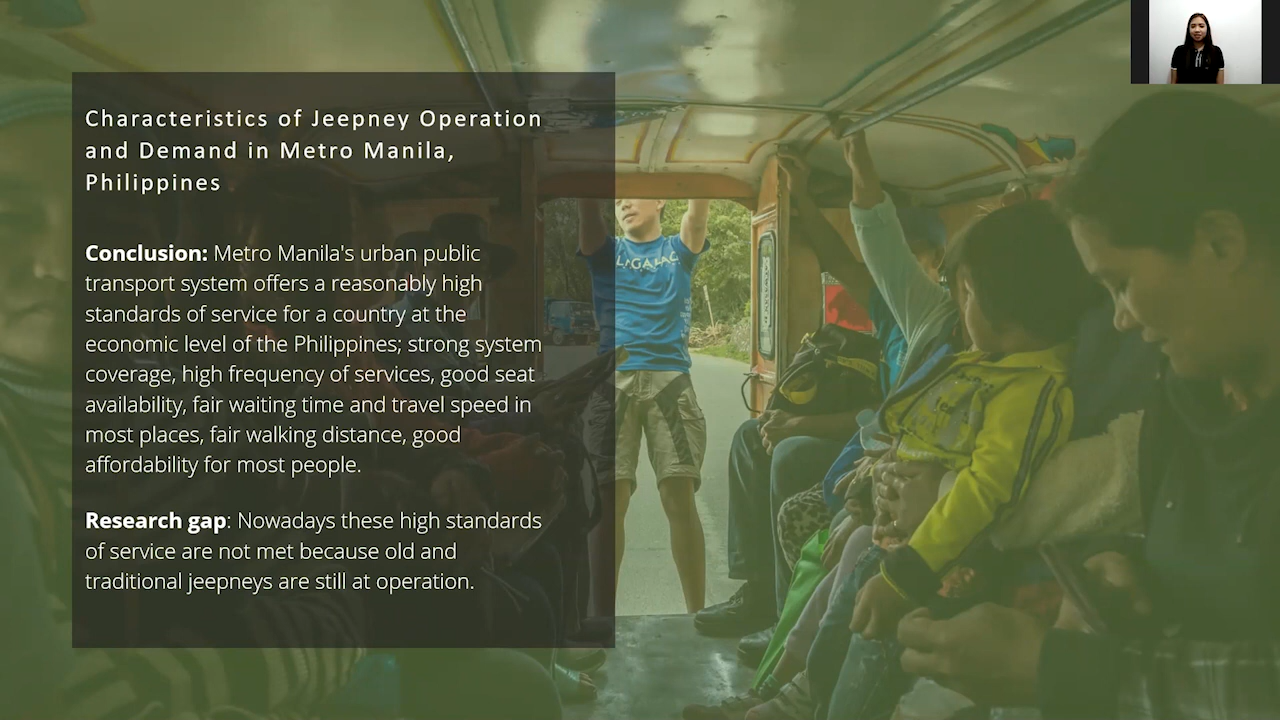 Characteristics of Jeepney Operation
and Demand in Metro Manila,
Philippines
Conclusion: Metro Manila's urban public
transport system offers a reasonably high
standards of service for a country at the
economic level of the Philippines; strong system
coverage, high frequency of services, good seat
availability, fair waiting time and travel speed in
most places, fair walking distance, good
affordability for most people.
Research gap: Nowadays these high standards
of service are not met because old and
traditional jeepneys are still at operation.